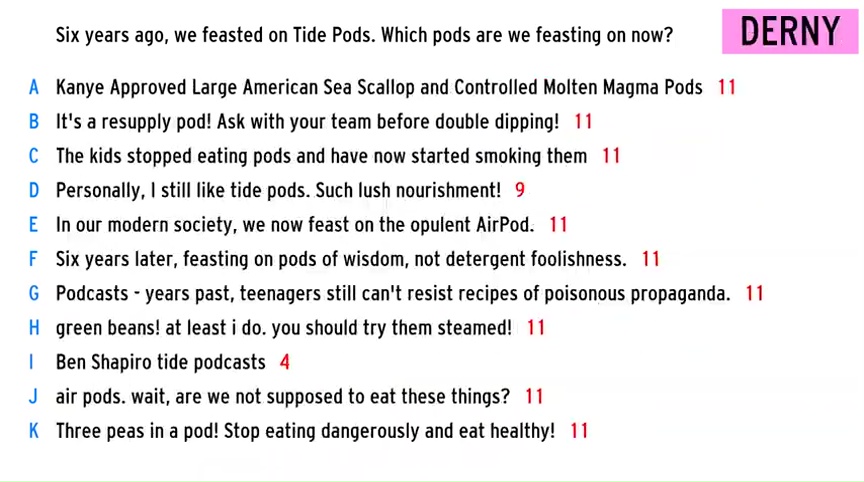 Six years ago, we feasted on Tide Pods. Which pods are we feasting on now?
DERNY
A Kanye Approved Large American Sea Scallop and Controlled Molten Magma Pods 11
B It's a resupply pod! Ask with your team before double dipping! 11
C The kids stopped eating pods and have now started smoking them 11
D Personally, I still like tide pods. Such lush nourishment! 9
E In our modern society, we now feast on the opulent AirPod. 11
F Six years later, feasting on pods of wisdom, not detergent foolishness. 11
G Podcasts - years past, teenagers still can't resist recipes of poisonous propaganda. 11
H green beans! at least i do. you should try them steamed! 11
I Ben Shapiro tide podcasts 4
J air pods. wait, are we not supposed to eat these things? 11
K Three peas in a pod! Stop eating dangerously and eat healthy! 11